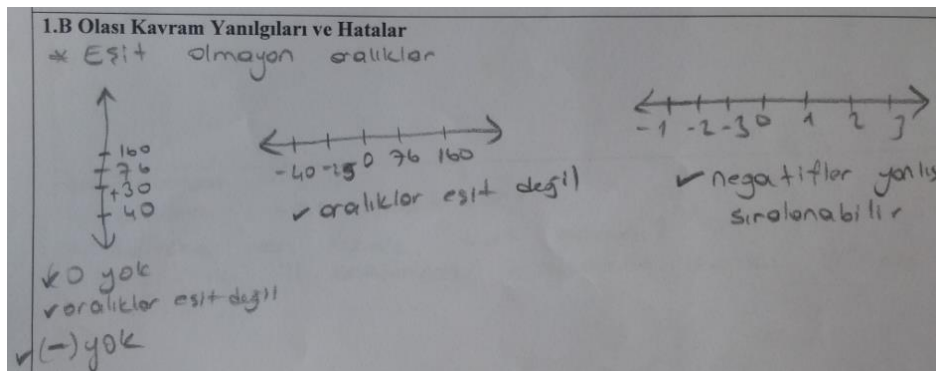 1.B Olası Kavram Yanılgıları ve Hatalar
* Eşit olmayan aralıklar
160
76
+30
40
✓ 0 yok
✓ aralıklar eşit değil
✓ (-) yok
-40 -25 0 76 160
✓ aralıklar eşit değil
-1 -2 -3 0 1 2 3
✓ negatifler yanlış
sıralanabilir